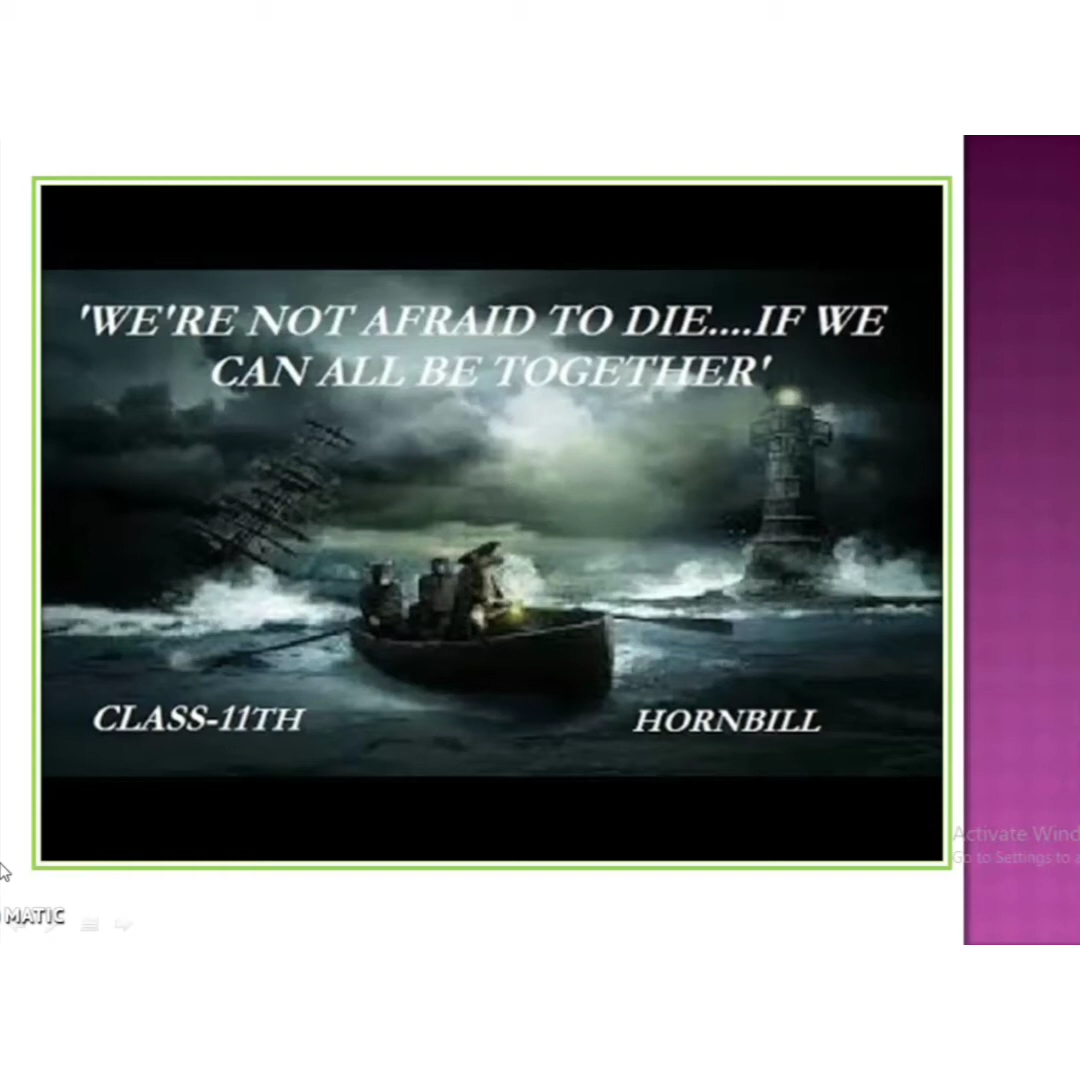 'WE'RE NOT AFRAID TO DIE....IF WE
CAN ALL BE TOGETHER'
CLASS-11TH
HORNBILL
Activate Wind
Go to Settings to a
MATIC